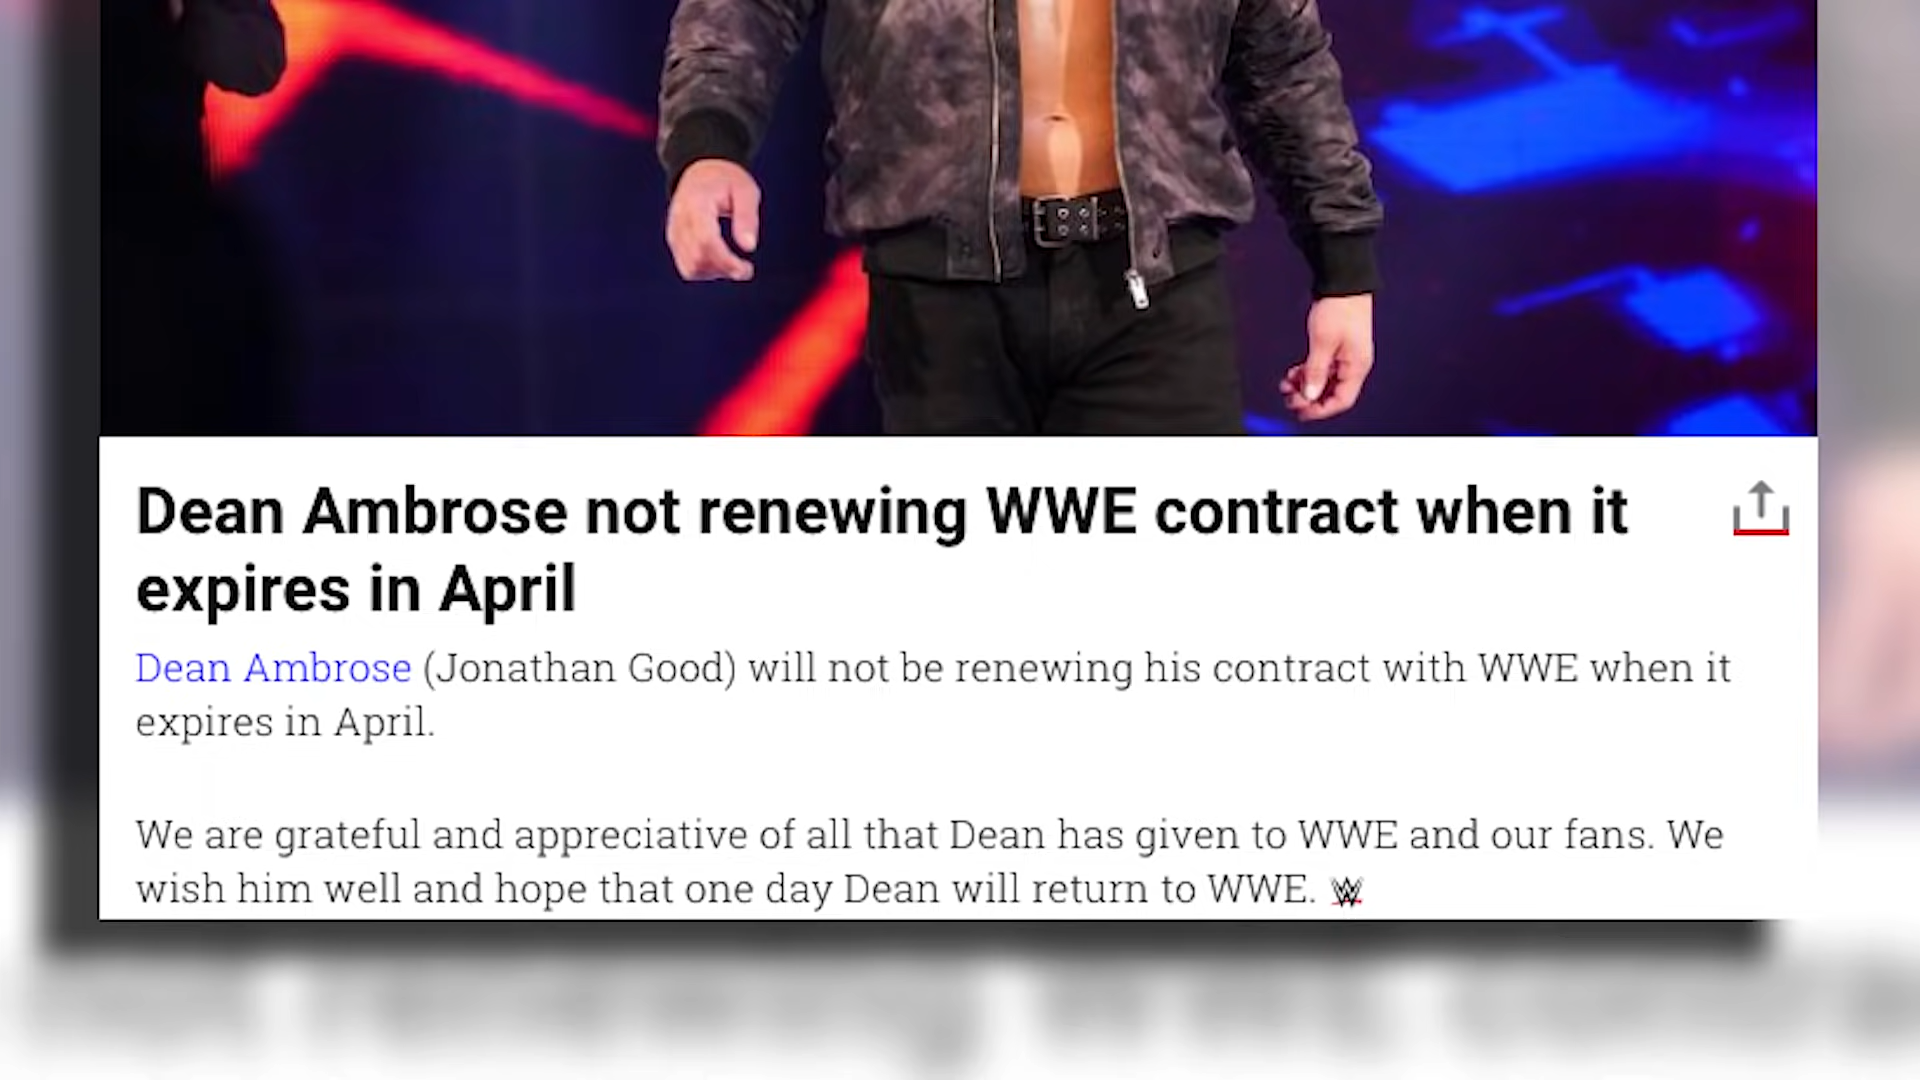 Dean Ambrose not renewing WWE contract when it
expires in April
Dean Ambrose (Jonathan Good) will not be renewing his contract with WWE when it
expires in April.
We are grateful and appreciative of all that Dean has given to WWE and our fans. We
wish him well and hope that one day Dean will return to WWE.